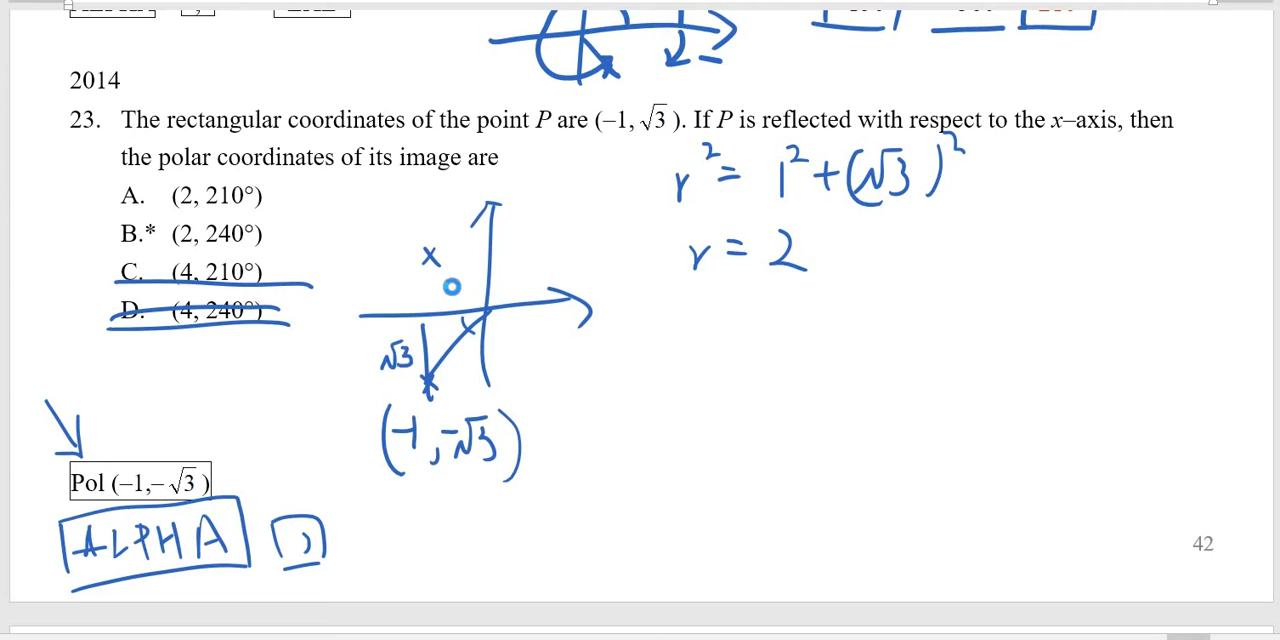 2014
23. The rectangular coordinates of the point P are (−1, √3 ). If P is reflected with respect to the x–axis, then
the polar coordinates of its image are
A. (2, 210°)
B.* (2, 240°)
C. (4, 210°)
D. (4, 240°)
r² = 1² + (√3)²
r = 2
x
√3
(-1, -√3)
Pol (−1,− √3 )
ALPHA )
42